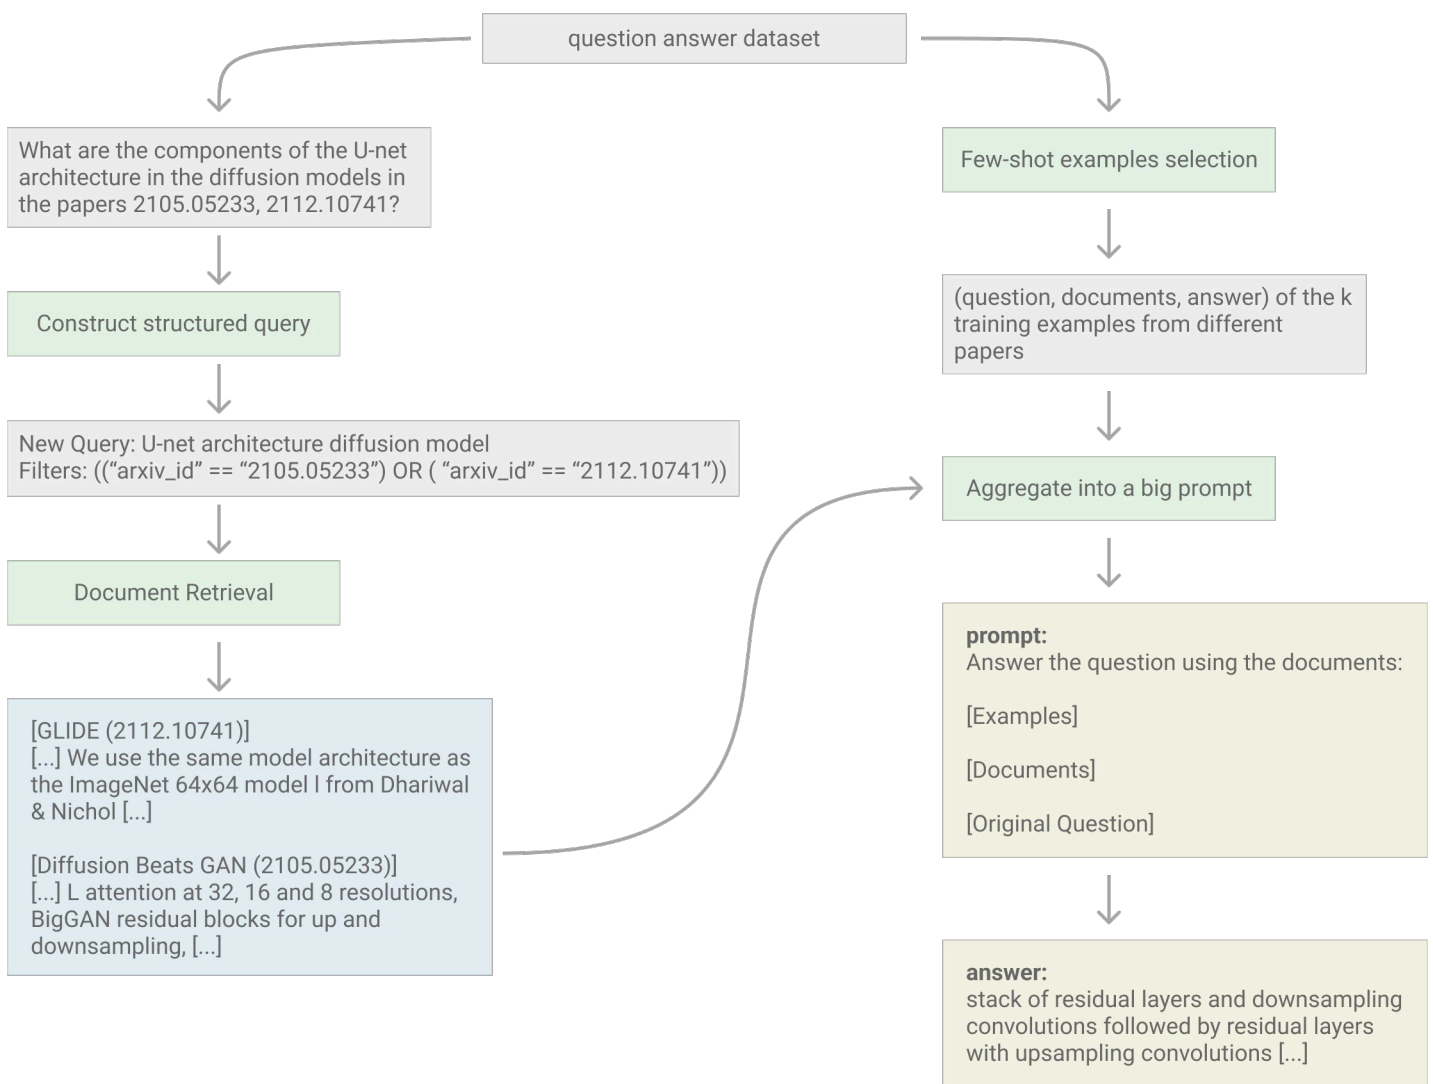 question answer dataset
What are the components of the U-net
architecture in the diffusion models in
the papers 2105.05233, 2112.10741?
Construct structured query
New Query: U-net architecture diffusion model
Filters: ((“arxiv_id” == “2105.05233”) OR ( “arxiv_id” == “2112.10741”))
Document Retrieval
[GLIDE (2112.10741)]
[...] We use the same model architecture as
the ImageNet 64x64 model l from Dhariwal
& Nichol [...]
[Diffusion Beats GAN (2105.05233)]
[...] L attention at 32, 16 and 8 resolutions,
BigGAN residual blocks for up and
downsampling, [...]
Few-shot examples selection
(question, documents, answer) of the k
training examples from different
papers
Aggregate into a big prompt
prompt:
Answer the question using the documents:
[Examples]
[Documents]
[Original Question]
answer:
stack of residual layers and downsampling
convolutions followed by residual layers
with upsampling convolutions [...]